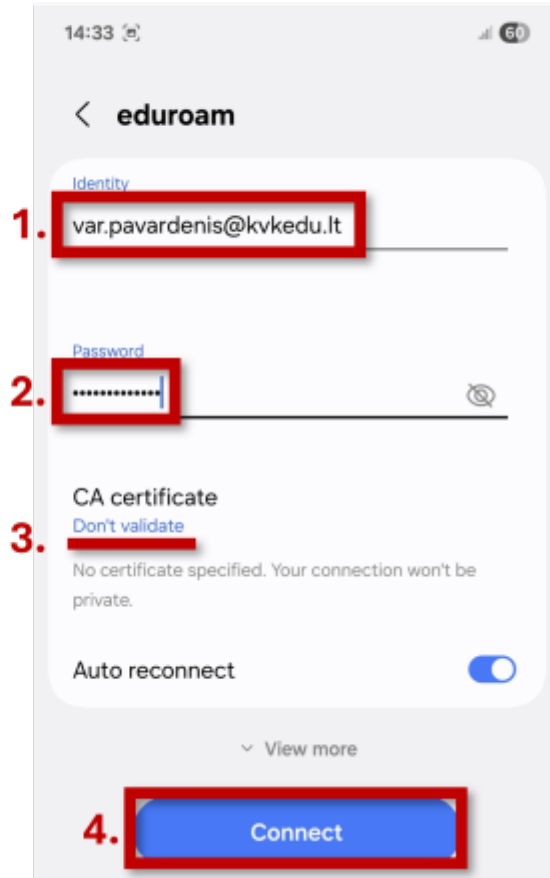 14:33
60
eduroam
Identity
1. var.pavardenis@kvkedu.lt
Password
2. •••••••••••••
CA certificate
Don't validate
3.
No certificate specified. Your connection won't be
private.
Auto reconnect
View more
4. Connect